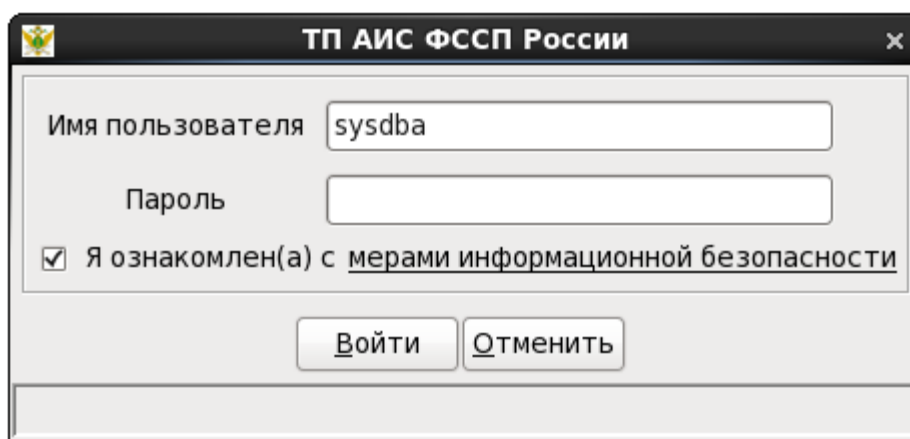 ТП АИС ФССП России
Имя пользователя sysdba
Пароль
Я ознакомлен(а) с мерами информационной безопасности
Войти Отменить